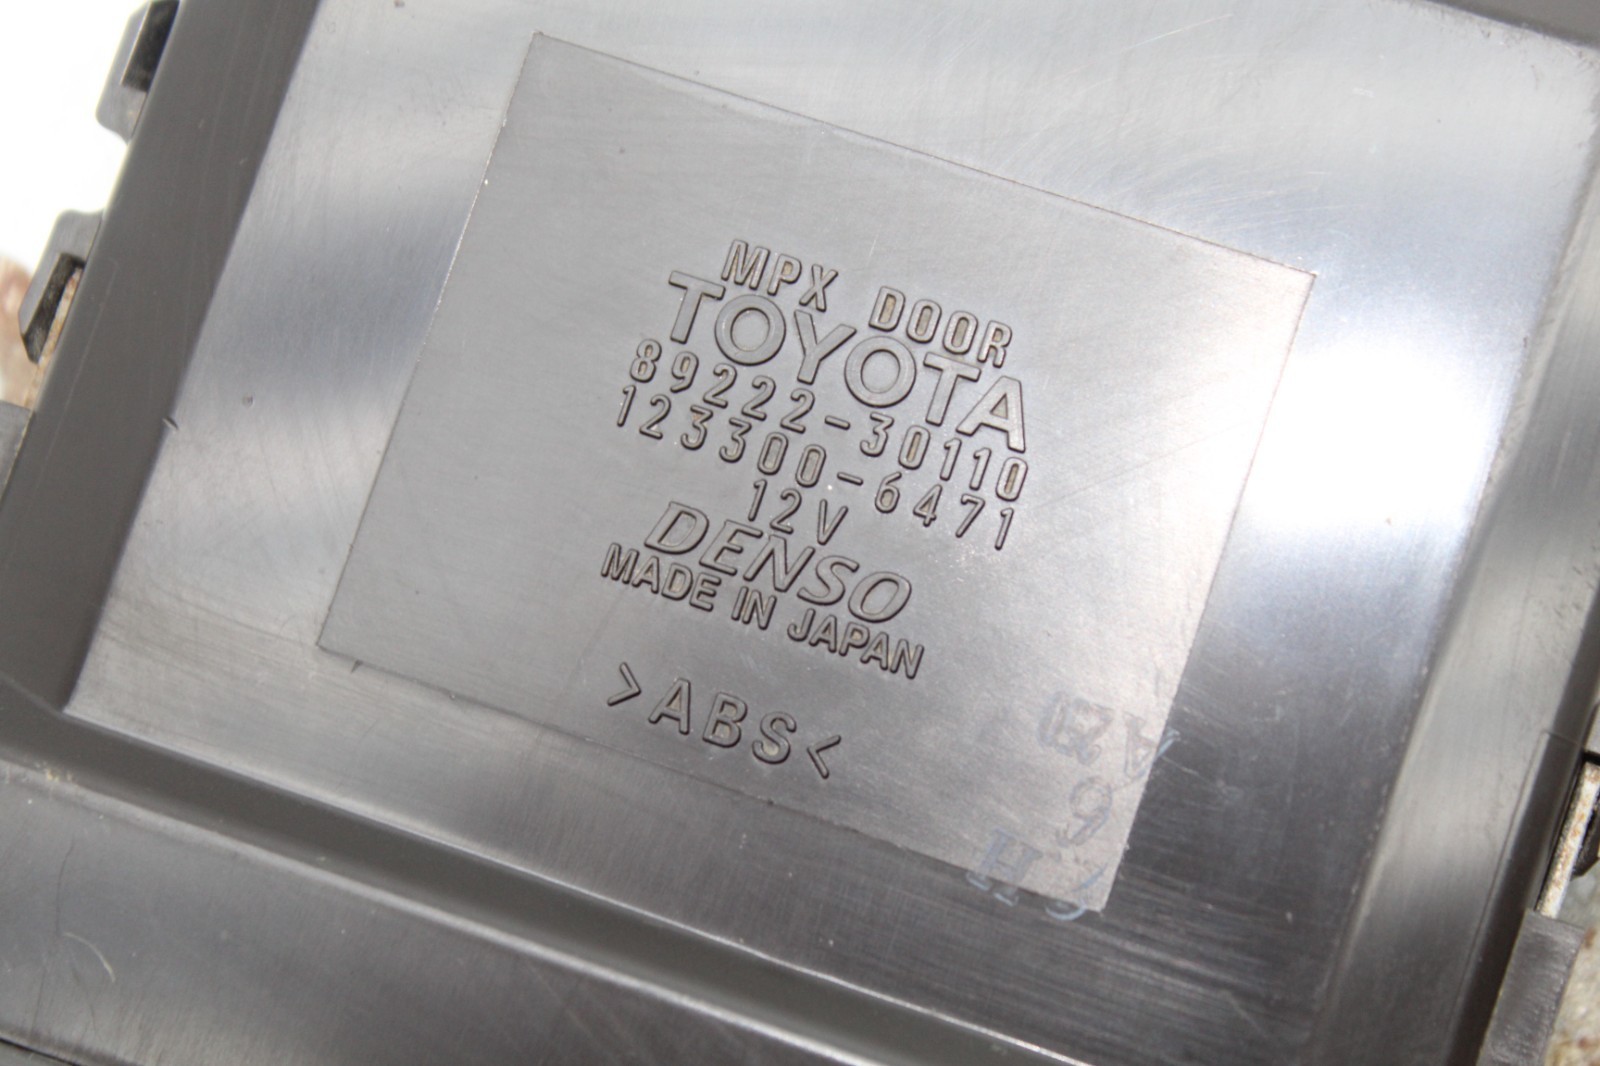 MPX DOOR
TOYOTA
89222-30110
123300-6471
12V
DENSO
MADE IN JAPAN
>ABS<